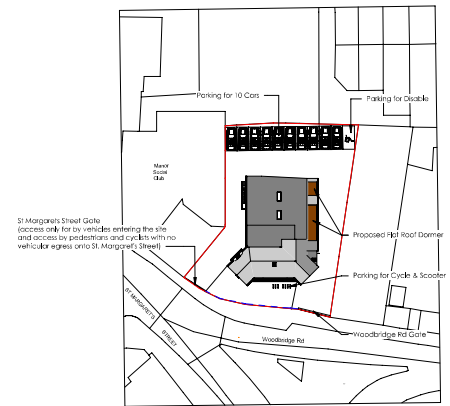 Parking for 10 Cars
Parking for Disable
Manor
Social
Club
St Margarets Street Gate
(access only for by vehicles entering the site
and access by pedestrians and cyclists with no
vehicular egress onto St. Margaret's Street)
Proposed Flat Roof Dormer
Parking for Cycle & Scooter
Woodbridge Rd Gate
ST MARGARETS
STREET
Woodbridge Rd